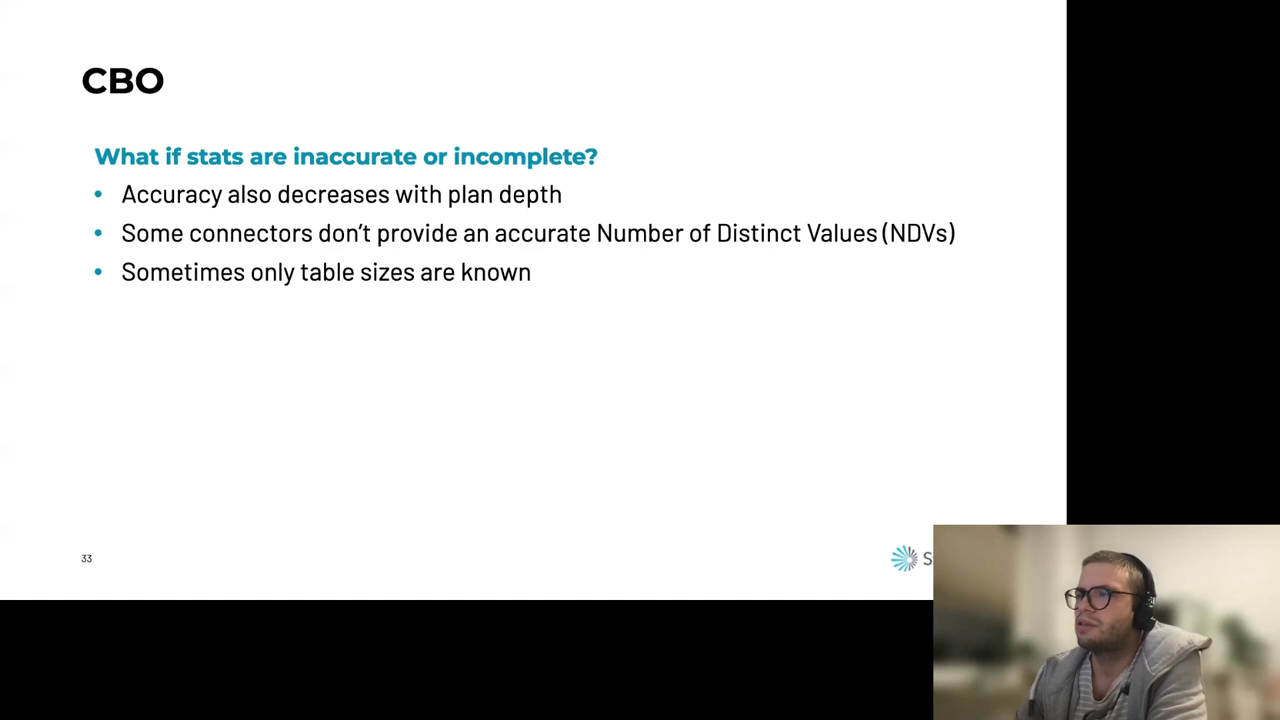 CBO
What if stats are inaccurate or incomplete?
• Accuracy also decreases with plan depth
• Some connectors don’t provide an accurate Number of Distinct Values (NDVs)
• Sometimes only table sizes are known
33